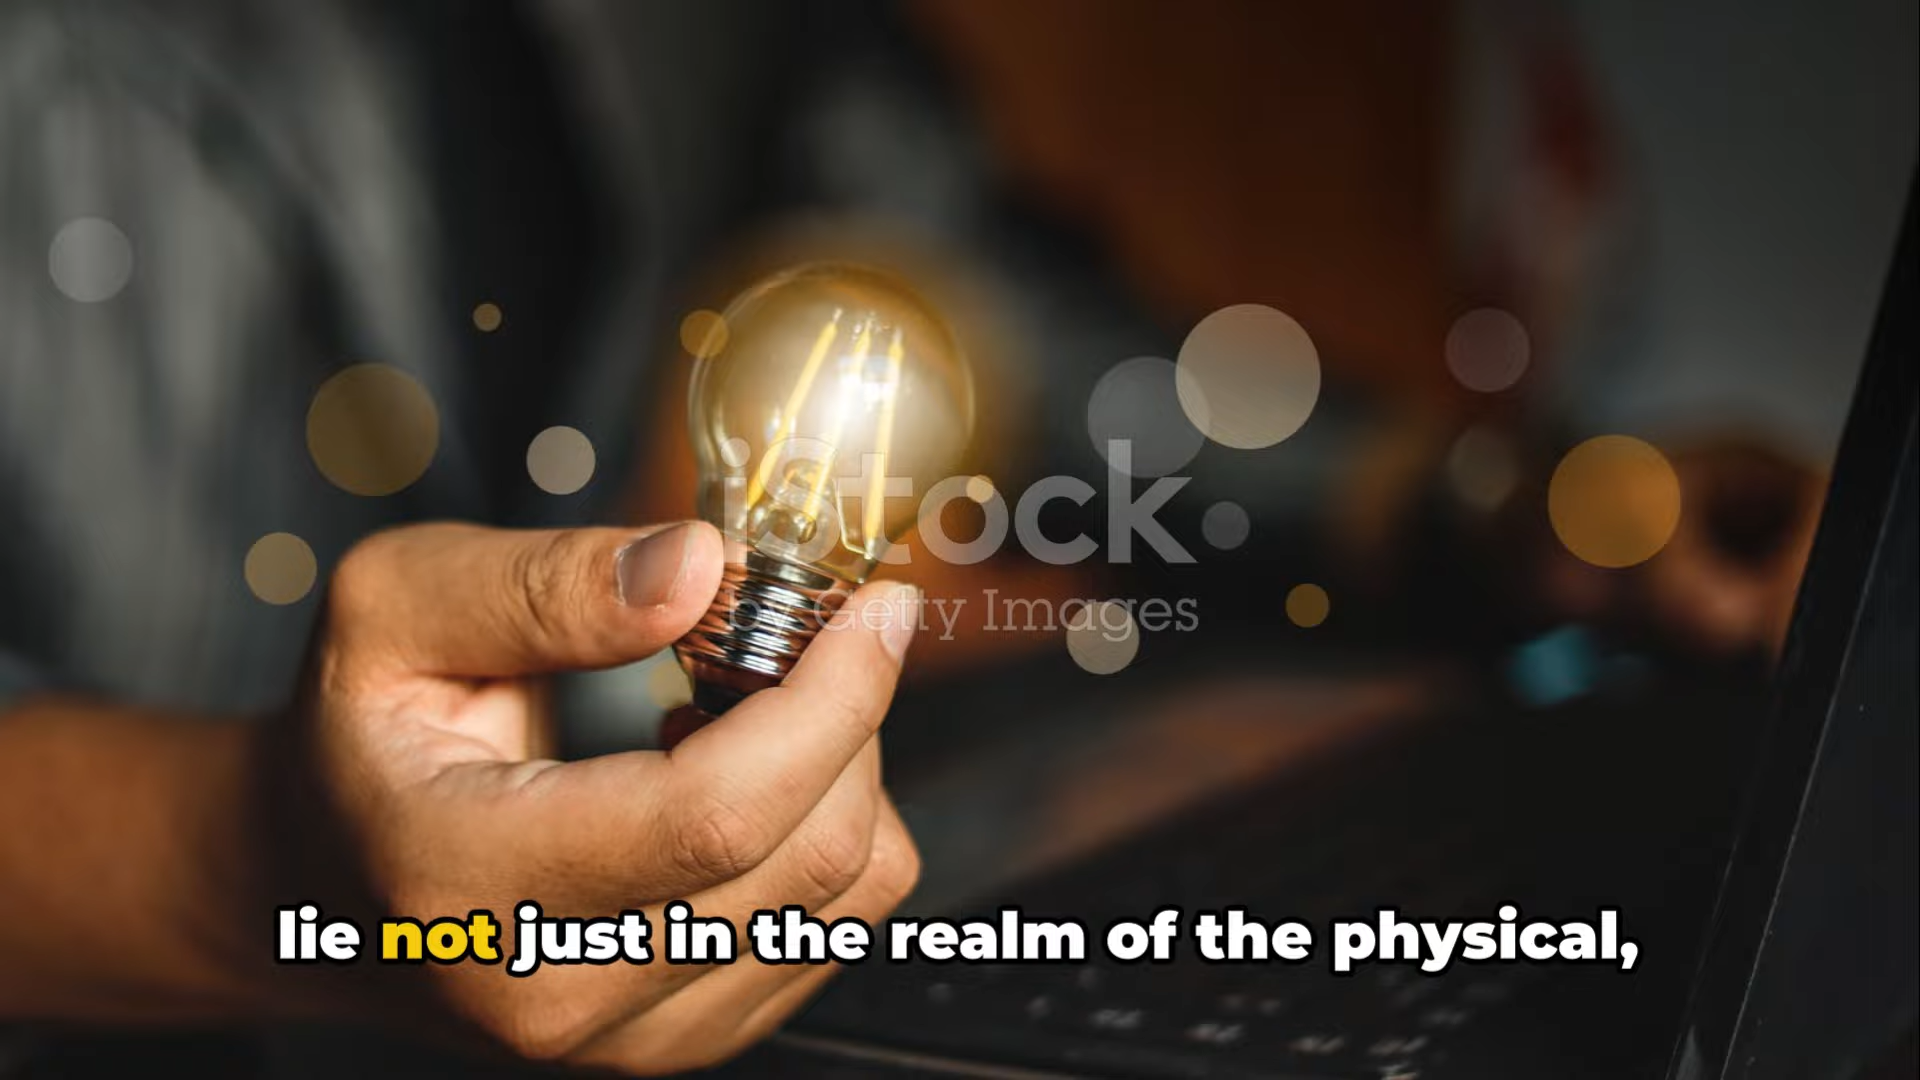 iStock
by Getty Images
lie not just in the realm of the physical,